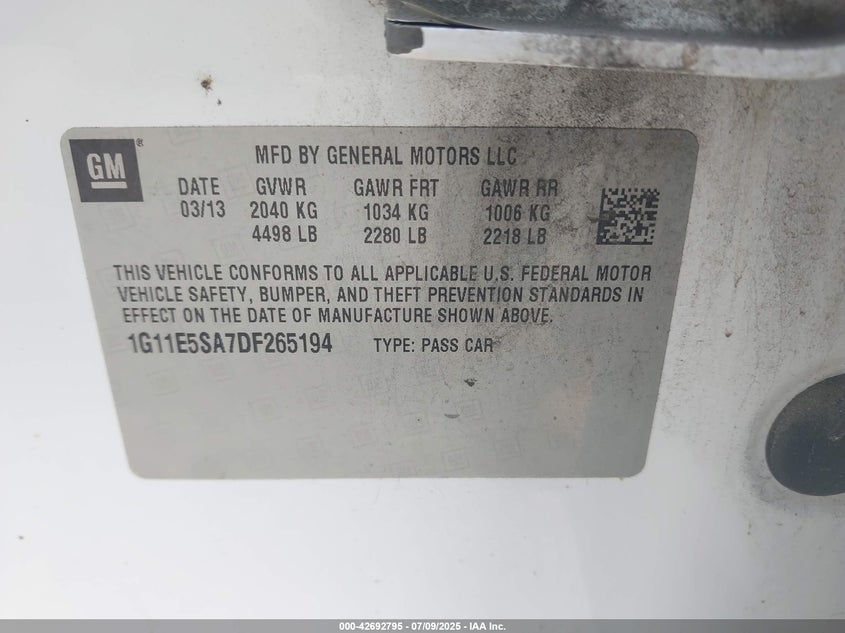 GM®
MFD BY GENERAL MOTORS LLC
DATE GVWR GAWR FRT GAWR RR
03/13 2040 KG 1034 KG 1006 KG
4498 LB 2280 LB 2218 LB
THIS VEHICLE CONFORMS TO ALL APPLICABLE U.S. FEDERAL MOTOR
VEHICLE SAFETY, BUMPER, AND THEFT PREVENTION STANDARDS IN
EFFECT ON THE DATE OF MANUFACTURE SHOWN ABOVE.
1G11E5SA7DF265194 TYPE: PASS CAR
000-42692795 - 07/09/2025 - IAA Inc.